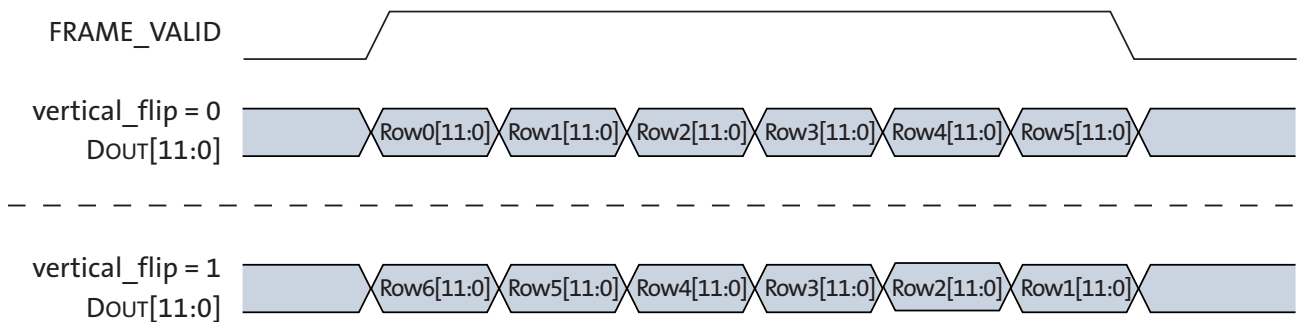 FRAME_VALID
vertical_flip = 0
DOUT[11:0]
Row0[11:0] Row1[11:0] Row2[11:0] Row3[11:0] Row4[11:0] Row5[11:0]
vertical_flip = 1
DOUT[11:0]
Row6[11:0] Row5[11:0] Row4[11:0] Row3[11:0] Row2[11:0] Row1[11:0]